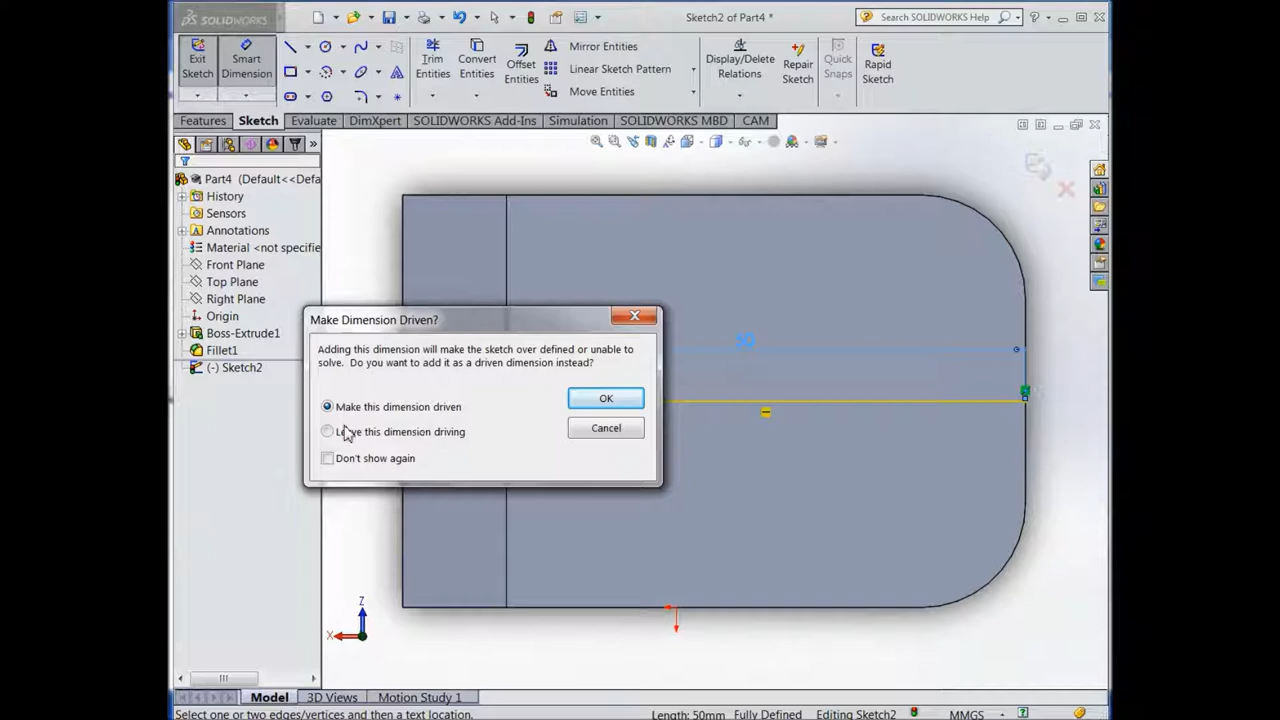 SOLIDWORKS
Sketch2 of Part4 *
Search SOLIDWORKS Help
Exit Sketch
Smart Dimension
Trim Entities
Convert Entities
Offset Entities
Mirror Entities
Linear Sketch Pattern
Move Entities
Display/Delete Relations
Repair Sketch
Quick Snaps
Rapid Sketch
Features Sketch Evaluate DimXpert SOLIDWORKS Add-Ins Simulation SOLIDWORKS MBD CAM
Part4 (Default<<Defa
History
Sensors
Annotations
Material <not specifie
Front Plane
Top Plane
Right Plane
Origin
Boss-Extrude1
Fillet1
(-) Sketch2
Make Dimension Driven?
Adding this dimension will make the sketch over defined or unable to
solve. Do you want to add it as a driven dimension instead?
Make this dimension driven
Leave this dimension driving
Don't show again
OK
Cancel
50
Z
X
Model 3D Views Motion Study 1
Select one or two edges/vertices and then a text location. Length: 50mm Fully Defined Editing Sketch2 MMGS